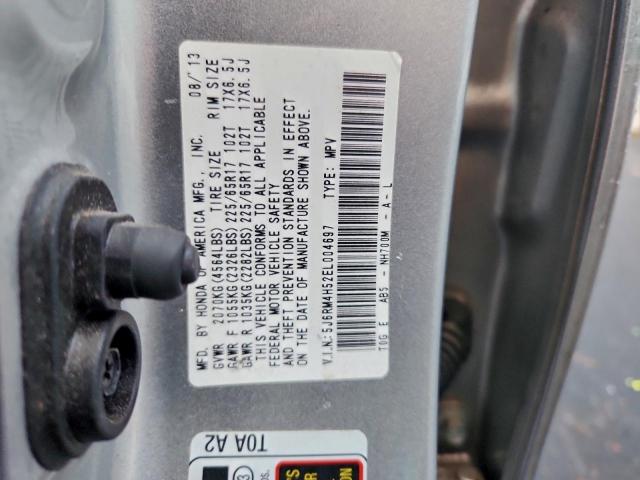 MFD. BY HONDA OF AMERICA MFG., INC. 08/'13
GVWR 2070KG(4564LBS) TIRE SIZE RIM SIZE
GAWR F 1055KG(2326LBS) 225/65R17 102T 17X6.5J
GAWR R 1035KG(2282LBS) 225/65R17 102T 17X6.5J
THIS VEHICLE CONFORMS TO ALL APPLICABLE
FEDERAL MOTOR VEHICLE SAFETY
AND THEFT PREVENTION STANDARDS IN EFFECT
ON THE DATE OF MANUFACTURE SHOWN ABOVE.
V.I.N.:5J6RM4H52EL004697 TYPE: MPV
T0G E AB5 - NH700M - A - L
T0A A2